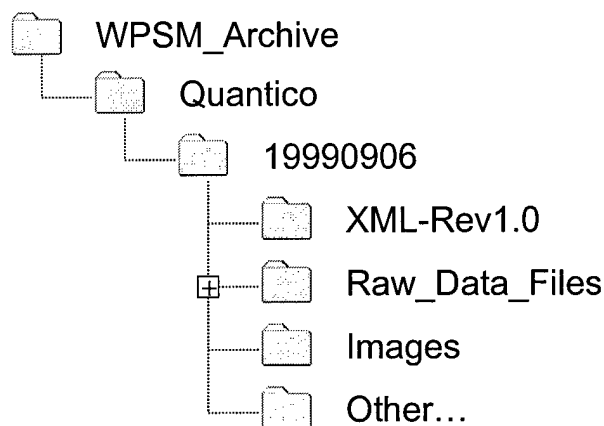 WPSM_Archive
Quantico
19990906
XML-Rev1.0
Raw_Data_Files
Images
Other...